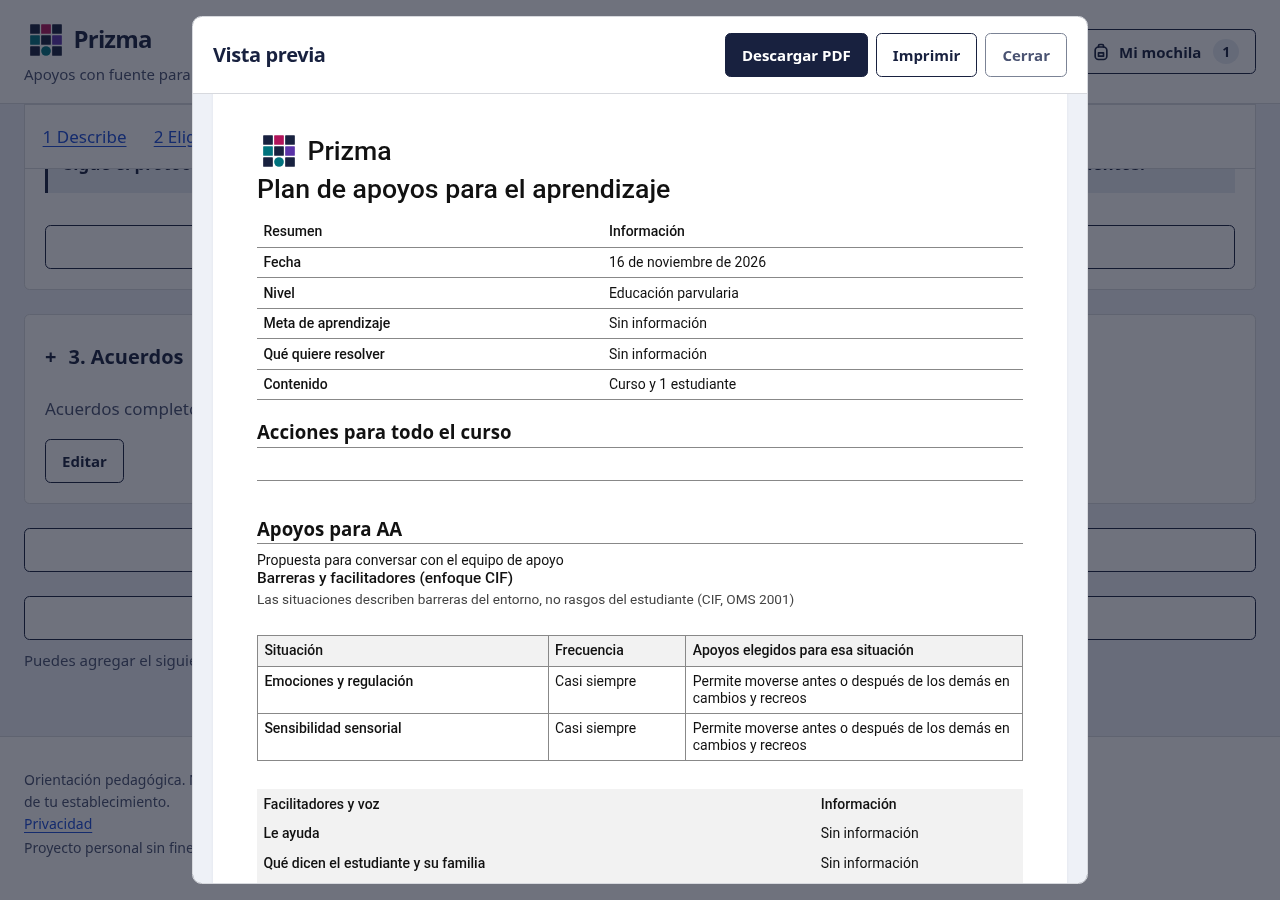 Prizma
Apoyos con fuente para
Mi mochila 1
1 Describe
2 Elig
Vista previa
Descargar PDF
Imprimir
Cerrar
Prizma
Plan de apoyos para el aprendizaje
Resumen Información
Fecha 16 de noviembre de 2026
Nivel Educación parvularia
Meta de aprendizaje Sin información
Qué quiere resolver Sin información
Contenido Curso y 1 estudiante
Acciones para todo el curso
Apoyos para AA
Propuesta para conversar con el equipo de apoyo
Barreras y facilitadores (enfoque CIF)
Las situaciones describen barreras del entorno, no rasgos del estudiante (CIF, OMS 2001)
Situación Frecuencia Apoyos elegidos para esa situación
Emociones y regulación Casi siempre Permite moverse antes o después de los demás en
cambios y recreos
Sensibilidad sensorial Casi siempre Permite moverse antes o después de los demás en
cambios y recreos
Facilitadores y voz Información
Le ayuda Sin información
Qué dicen el estudiante y su familia Sin información
+ 3. Acuerdos
Acuerdos complet
Editar
Puedes agregar el siguie
Orientación pedagógica.
de tu establecimiento.
Privacidad
Proyecto personal sin fine